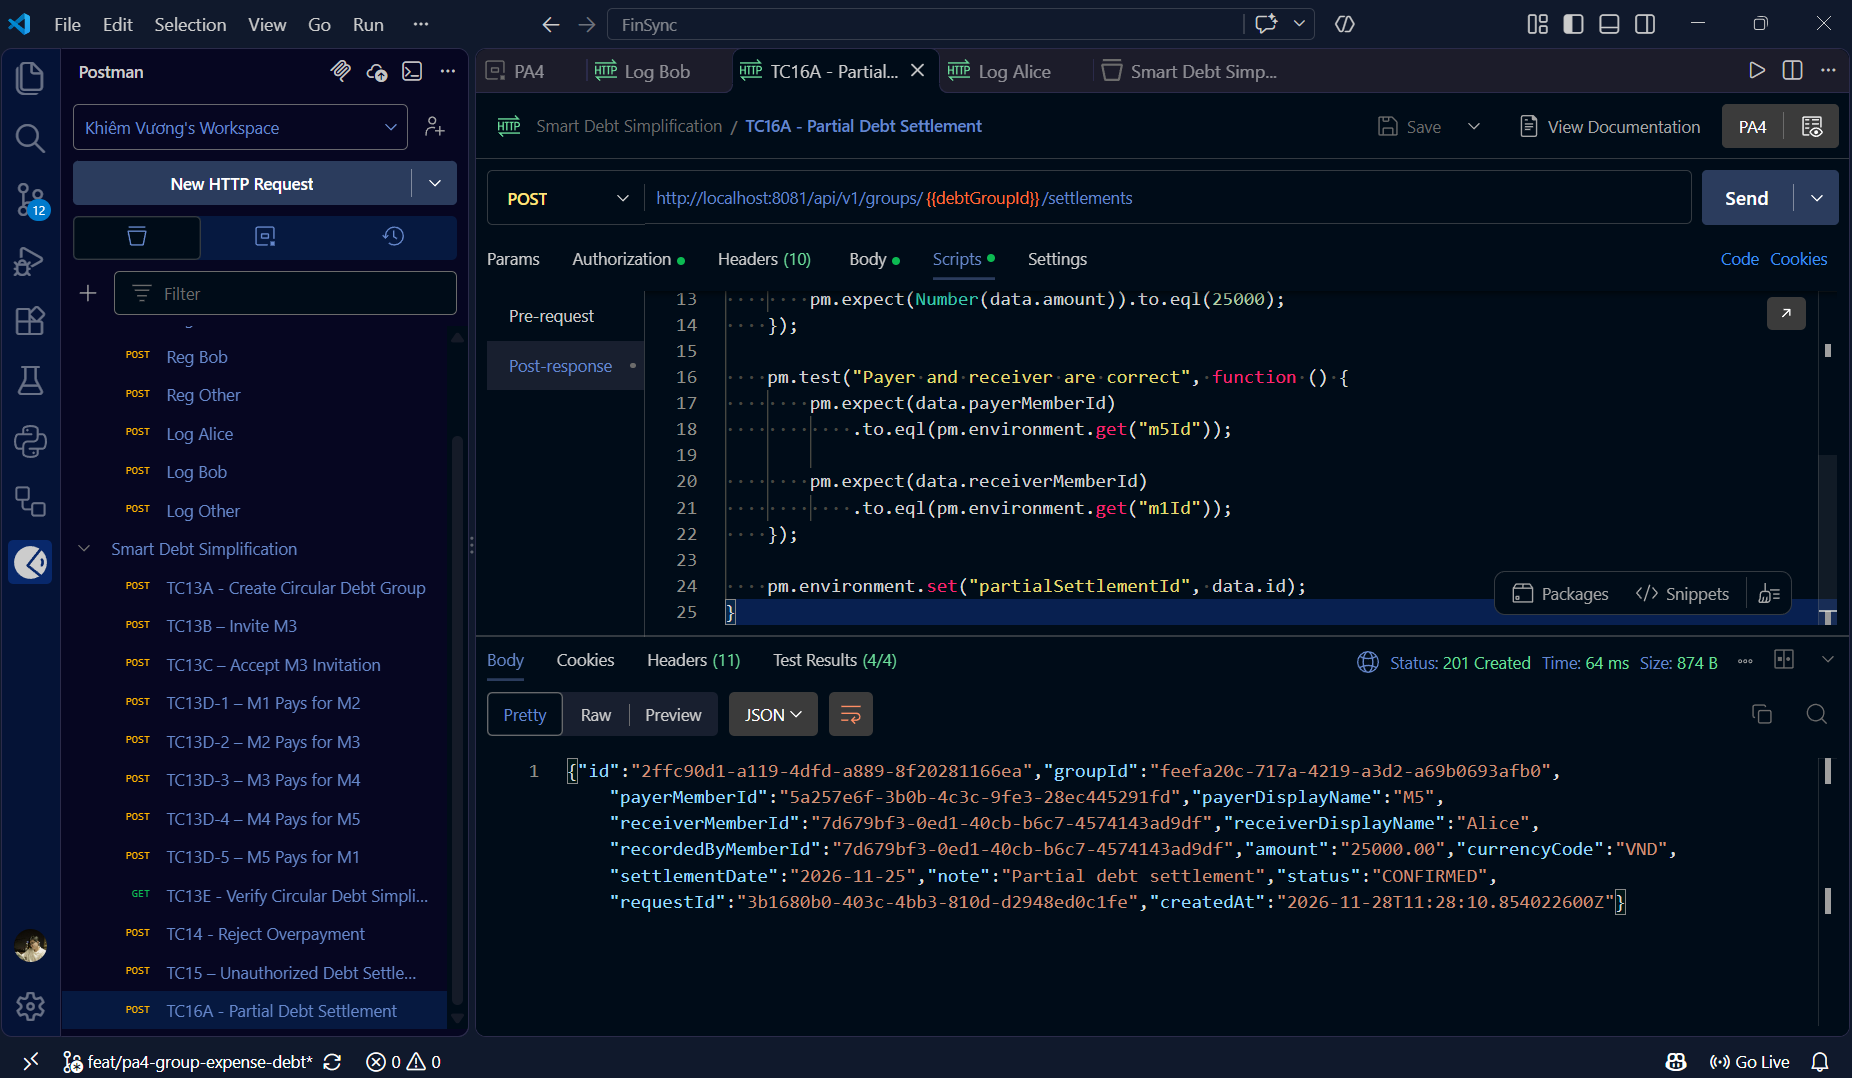 File Edit Selection View Go Run ···
FinSync
Postman
Khiêm Vương's Workspace
New HTTP Request
Filter
POST Reg Bob
POST Reg Other
POST Log Alice
POST Log Bob
POST Log Other
Smart Debt Simplification
POST TC13A - Create Circular Debt Group
POST TC13B – Invite M3
POST TC13C – Accept M3 Invitation
POST TC13D-1 – M1 Pays for M2
POST TC13D-2 – M2 Pays for M3
POST TC13D-3 – M3 Pays for M4
POST TC13D-4 – M4 Pays for M5
POST TC13D-5 – M5 Pays for M1
GET TC13E - Verify Circular Debt Simpli...
POST TC14 - Reject Overpayment
POST TC15 – Unauthorized Debt Settle...
POST TC16A - Partial Debt Settlement
12
PA4
HTTP Log Bob
HTTP TC16A - Partial...
HTTP Log Alice
Smart Debt Simp...
HTTP Smart Debt Simplification / TC16A - Partial Debt Settlement
Save
View Documentation
PA4
POST
http://localhost:8081/api/v1/groups/{{debtGroupId}}/settlements
Send
Params Authorization Headers (10) Body Scripts Settings
Code Cookies
Pre-request
Post-response
13 pm.expect(Number(data.amount)).to.eql(25000);
14 });
15
16 pm.test("Payer and receiver are correct", function () {
17 pm.expect(data.payerMemberId)
18 .to.eql(pm.environment.get("m5Id"));
19
20 pm.expect(data.receiverMemberId)
21 .to.eql(pm.environment.get("m1Id"));
22 });
23
24 pm.environment.set("partialSettlementId", data.id);
25 }
Packages
</> Snippets
Body Cookies Headers (11) Test Results (4/4)
Status: 201 Created Time: 64 ms Size: 874 B
Pretty Raw Preview JSON
1 {"id":"2ffc90d1-a119-4dfd-a889-8f20281166ea","groupId":"feefa20c-717a-4219-a3d2-a69b0693afb0",
"payerMemberId":"5a257e6f-3b0b-4c3c-9fe3-28ec445291fd","payerDisplayName":"M5",
"receiverMemberId":"7d679bf3-0ed1-40cb-b6c7-4574143ad9df","receiverDisplayName":"Alice",
"recordedByMemberId":"7d679bf3-0ed1-40cb-b6c7-4574143ad9df","amount":"25000.00","currencyCode":"VND",
"settlementDate":"2026-11-25","note":"Partial debt settlement","status":"CONFIRMED",
"requestId":"3b1680b0-403c-4bb3-810d-d2948ed0c1fe","createdAt":"2026-11-28T11:28:10.854022600Z"}
feat/pa4-group-expense-debt*
0 0
Go Live